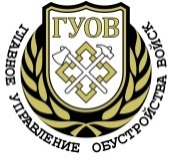 ГУОВ
ГЛАВНОЕ УПРАВЛЕНИЕ ОБУСТРОЙСТВА ВОЙСК